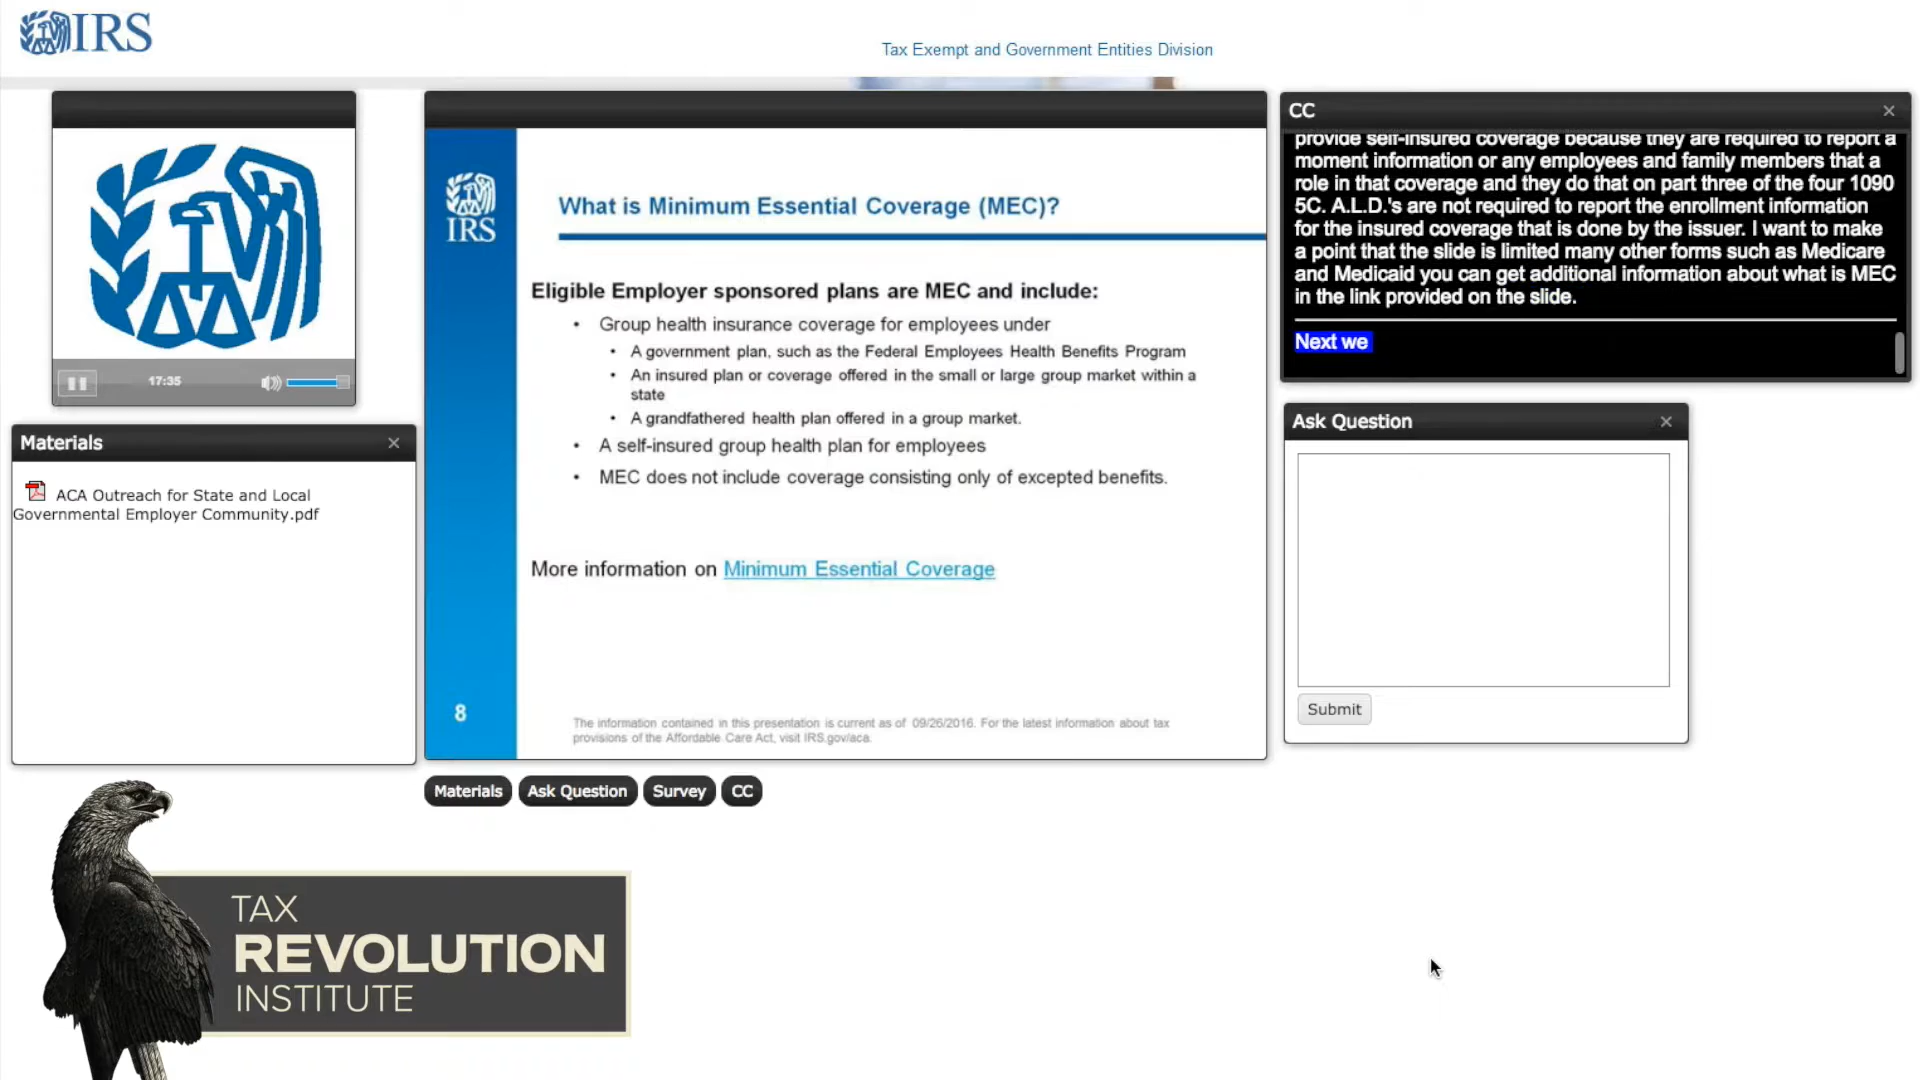 IRS
Tax Exempt and Government Entities Division
17:35
Materials
ACA Outreach for State and Local
Governmental Employer Community.pdf
IRS
What is Minimum Essential Coverage (MEC)?
Eligible Employer sponsored plans are MEC and include:
• Group health insurance coverage for employees under
• A government plan, such as the Federal Employees Health Benefits Program
• An insured plan or coverage offered in the small or large group market within a
state
• A grandfathered health plan offered in a group market.
• A self-insured group health plan for employees
• MEC does not include coverage consisting only of excepted benefits.
More information on Minimum Essential Coverage
8
The information contained in this presentation is current as of 09/26/2016. For the latest information about tax
provisions of the Affordable Care Act, visit IRS.gov/aca.
CC
provide self-insured coverage because they are required to report a
moment information or any employees and family members that a
role in that coverage and they do that on part three of the four 1090
5C. A.L.D.'s are not required to report the enrollment information
for the insured coverage that is done by the issuer. I want to make
a point that the slide is limited many other forms such as Medicare
and Medicaid you can get additional information about what is MEC
in the link provided on the slide.
Next we
Ask Question
Submit
Materials Ask Question Survey CC
TAX
REVOLUTION
INSTITUTE